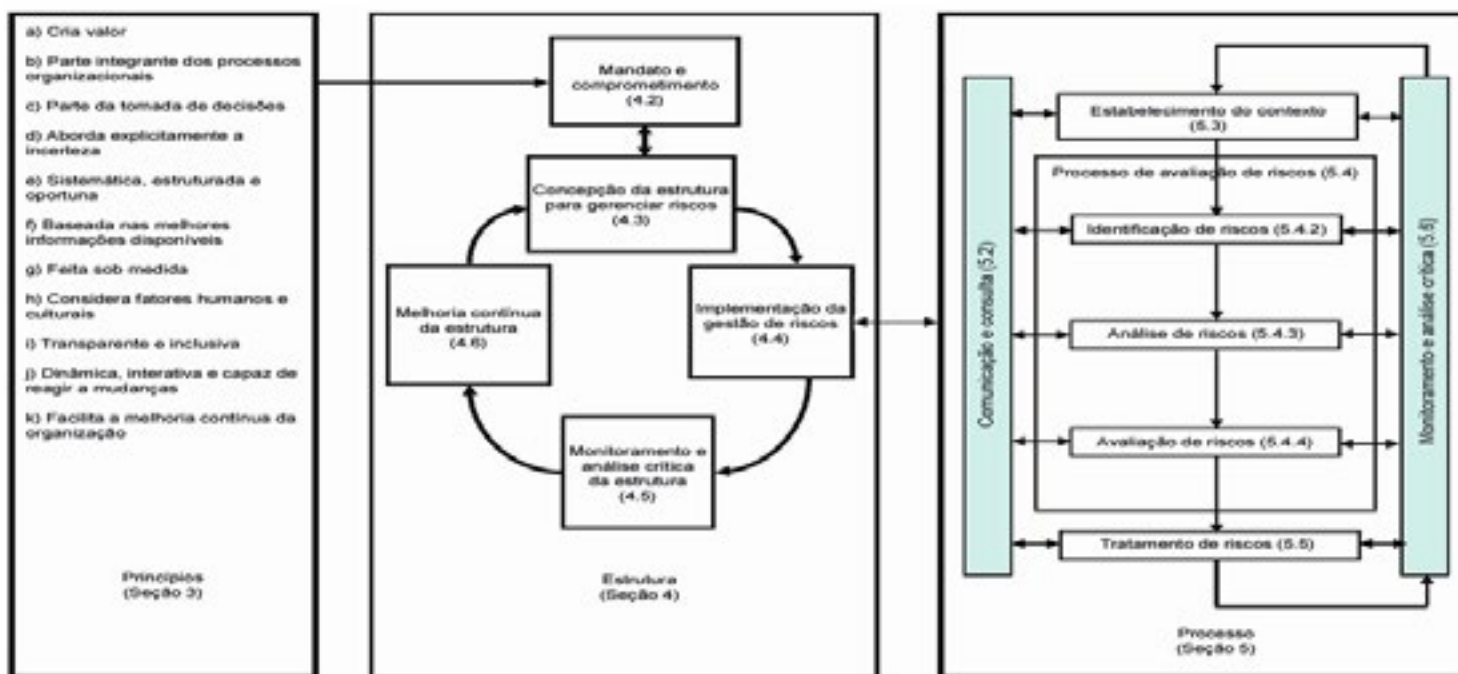 a) Cria valor
b) Parte integrante dos processos
organizacionais
c) Parte da tomada de decisões
d) Aborda explicitamente a
incerteza
e) Sistemática, estruturada e
oportuna
f) Baseada nas melhores
informações disponíveis
g) Feita sob medida
h) Considera fatores humanos e
culturais
i) Transparente e inclusiva
j) Dinâmica, interativa e capaz de
reagir a mudanças
k) Facilita a melhoria contínua da
organização
Princípios
(Seção 3)
Mandato e
comprometimento
(4.2)
Concepção da estrutura
para gerenciar riscos
(4.3)
Implementação da
gestão de riscos
(4.4)
Melhoria contínua
da estrutura
(4.6)
Monitoramento e
análise crítica
da estrutura
(4.5)
Estrutura
(Seção 4)
Comunicação e consulta (5.2)
Estabelecimento do contexto
(5.3)
Processo de avaliação de riscos (5.4)
Identificação de riscos (5.4.2)
Análise de riscos (5.4.3)
Avaliação de riscos (5.4.4)
Tratamento de riscos (5.5)
Monitoramento e análise crítica (5.6)
Processo
(Seção 5)